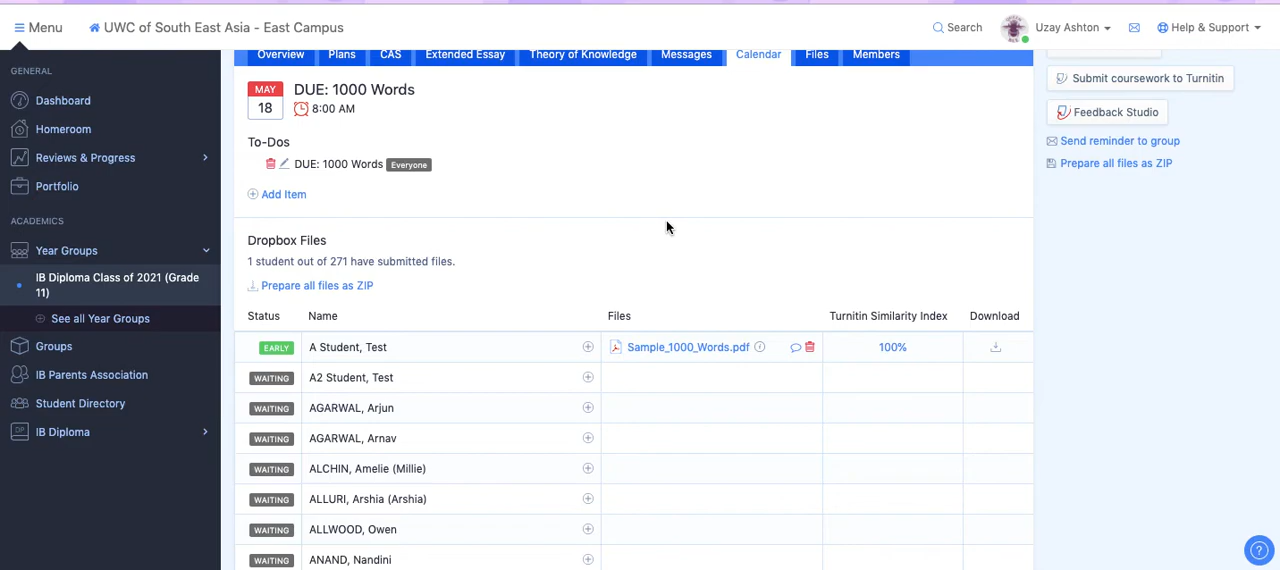 Menu
UWC of South East Asia - East Campus
Search
Uzay Ashton
Help & Support
GENERAL
Dashboard
Homeroom
Reviews & Progress
Portfolio
ACADEMICS
Year Groups
IB Diploma Class of 2021 (Grade
11)
See all Year Groups
Groups
IB Parents Association
Student Directory
DP IB Diploma
Overview Plans CAS Extended Essay Theory of Knowledge Messages Calendar Files Members
MAY
18
DUE: 1000 Words
8:00 AM
To-Dos
DUE: 1000 Words Everyone
Add Item
Dropbox Files
1 student out of 271 have submitted files.
Prepare all files as ZIP
Status Name Files Turnitin Similarity Index Download
EARLY A Student, Test Sample_1000_Words.pdf 100%
WAITING A2 Student, Test
WAITING AGARWAL, Arjun
WAITING AGARWAL, Arnav
WAITING ALCHIN, Amelie (Millie)
WAITING ALLURI, Arshia (Arshia)
WAITING ALLWOOD, Owen
WAITING ANAND, Nandini
Submit coursework to Turnitin
Feedback Studio
Send reminder to group
Prepare all files as ZIP